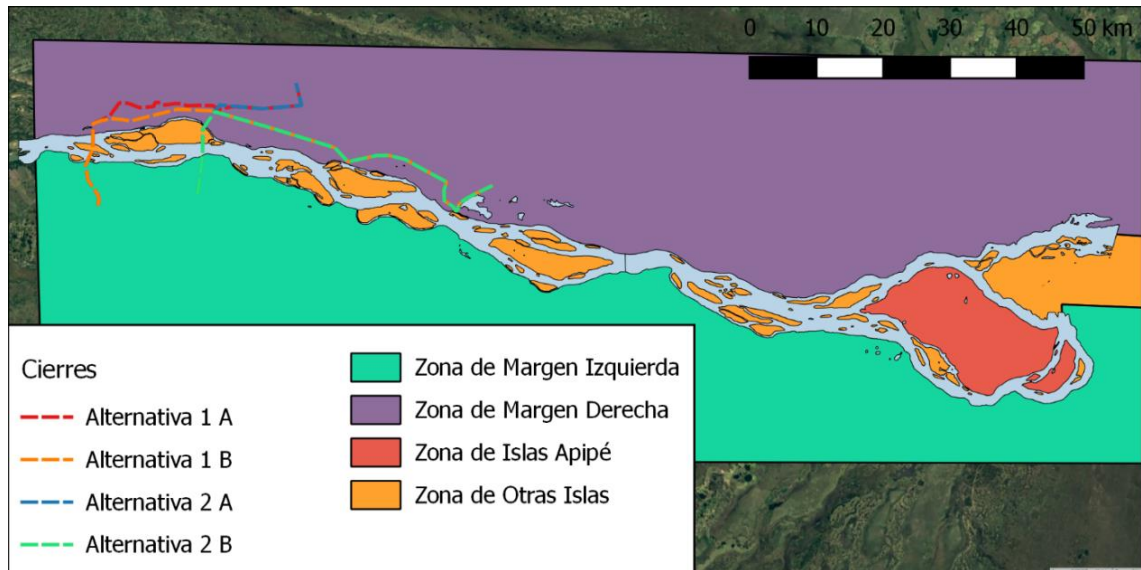 0 10 20 30 40 50 km
Cierres
Alternativa 1 A
Alternativa 1 B
Alternativa 2 A
Alternativa 2 B
Zona de Margen Izquierda
Zona de Margen Derecha
Zona de Islas Apipé
Zona de Otras Islas